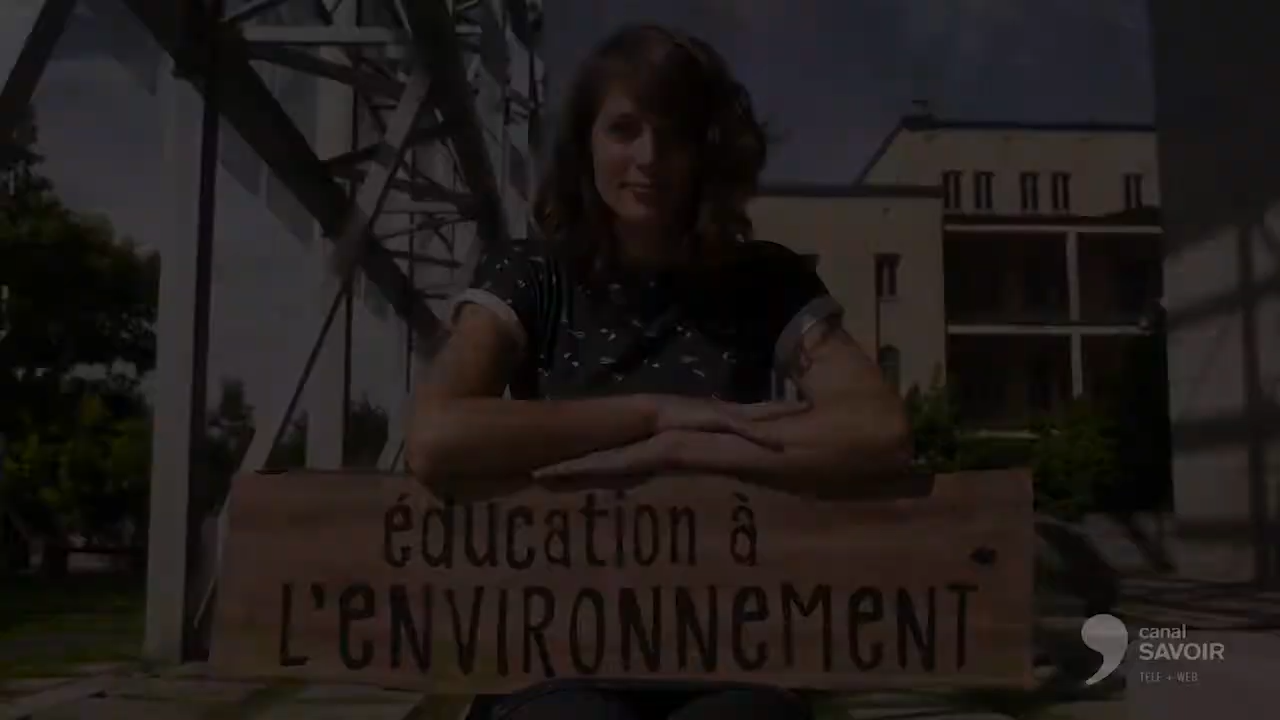 éducation à
L'eNVIRONNeMeNT
canal
SAVOIR
TÉLÉ + WEB